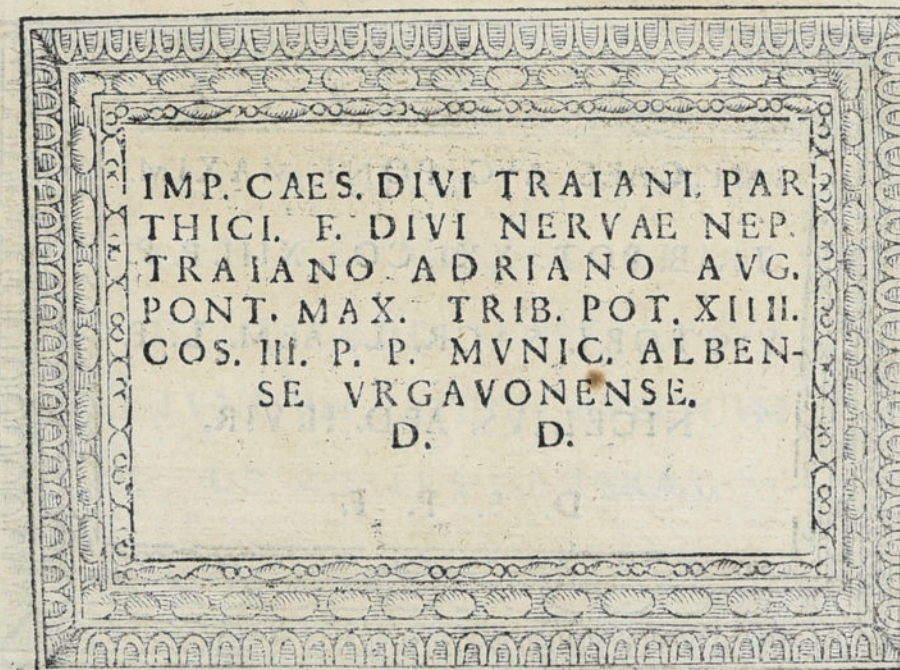 IMP. CAES. DIVI TRAIANI. PAR
THICI. F. DIVI NERVAE NEP.
TRAIANO ADRIANO AVG.
PONT. MAX. TRIB. POT. XIIII.
COS. III. P. P. MVNIC. ALBEN-
SE VRGAVONENSE.
D. D.